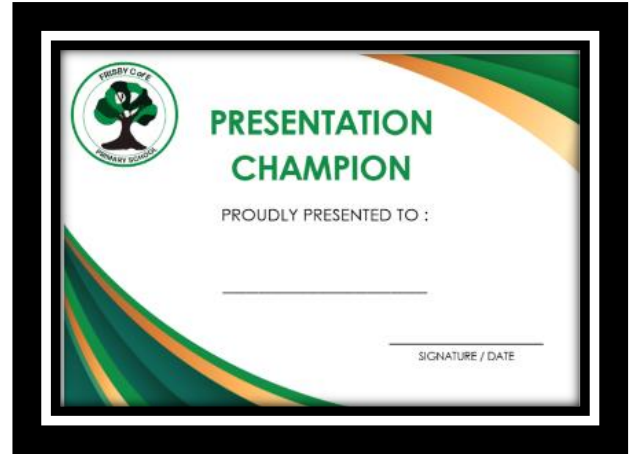 FRISBY C of E
PRIMARY SCHOOL
PRESENTATION
CHAMPION
PROUDLY PRESENTED TO :
SIGNATURE / DATE